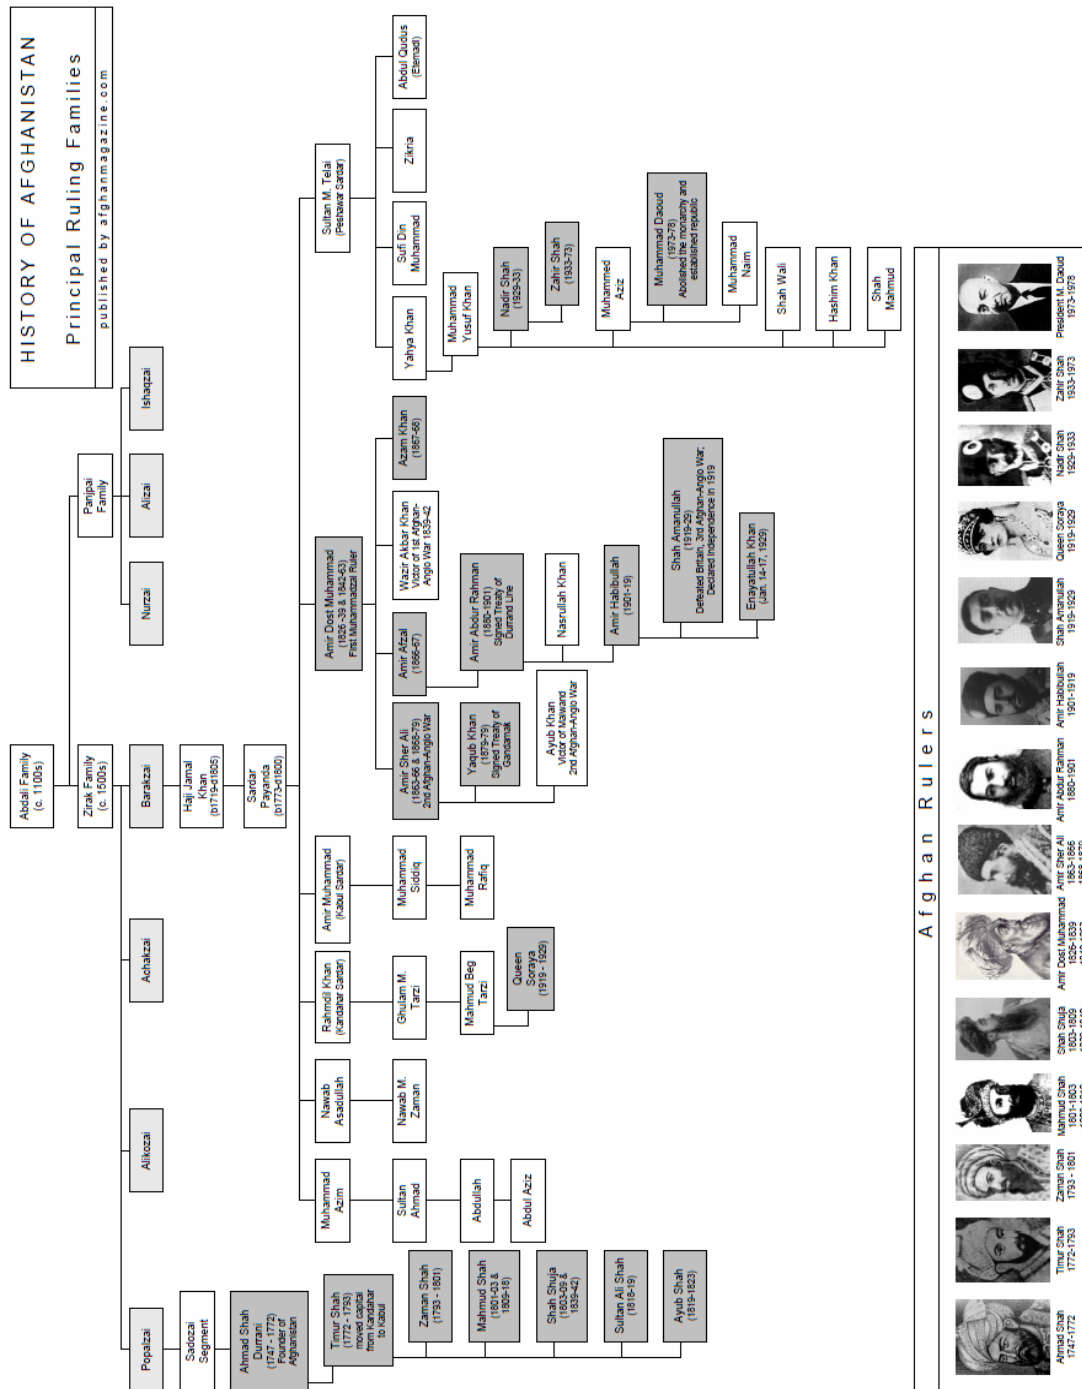 HISTORY OF AFGHANISTAN
Principal Ruling Families
published by afghanmagazine.com
Abdali Family
(c. 1100s)
Zirak Family
(c. 1500s)
Panjpai
Family
Popalzai
Alikozai
Achakzai
Barakzai
Nurzai
Alizai
Ishaqzai
Sadozai
Segment
Haji Jamal
Khan
(b1719-d1805)
Ahmad Shah
Durrani
(1747 - 1772)
Founder of
Afghanistan
Sardar
Payanda
(b1773-d1800)
Timur Shah
(1772 - 1793)
moved capital
from Kandahar
to Kabul
Zaman Shah
(1793 - 1801)
Mahmud Shah
(1801-03 &
1809-18)
Shah Shuja
(1803-09 &
1839-42)
Sultan Ali Shah
(1818-19)
Ayub Shah
(1819-1823)
Muhammad
Azim
Sultan
Ahmad
Abdullah
Abdul Aziz
Nawab
Asadullah
Nawab M.
Zaman
Rahmdil Khan
(Kandahar Sardar)
Ghulam M.
Tarzi
Mahmud Beg
Tarzi
Queen
Soraya
(1919 - 1929)
Amir Muhammad
(Kabul Sardar)
Muhammad
Siddiq
Muhammad
Rafiq
Amir Dost Muhammad
(1826 -39 & 1842-63)
First Muhammadzai Ruler
Amir Sher Ali
(1863-66 & 1868-79)
2nd Afghan-Anglo War
Yaqub Khan
(1879-79)
Signed Treaty of
Gandamak
Ayub Khan
Victor of Maiwand
2nd Afghan-Anglo War
Amir Afzal
(1866-67)
Amir Abdur Rahman
(1880-1901)
Signed Treaty of
Durrand Line
Nasrullah Khan
Amir Habibullah
(1901-19)
Shah Amanullah
(1919-29)
Defeated Britain, 3rd Afghan-Anglo War;
Declared Independence in 1919
Enayatullah Khan
(Jan. 14-17, 1929)
Wazir Akbar Khan
Victor of 1st Afghan-
Anglo War 1839-42
Azam Khan
(1867-68)
Sultan M. Telai
(Peshawar Sardar)
Yahya Khan
Sufi Din
Muhammad
Zikria
Abdul Qudus
(Etemadi)
Muhammad
Yusuf Khan
Nadir Shah
(1929-33)
Zahir Shah
(1933-73)
Muhammed
Aziz
Muhammad Daoud
(1973-78)
Abolished the monarchy and
established republic
Muhammad
Naim
Shah Wali
Hashim Khan
Shah
Mahmud
Afghan Rulers
Ahmad Shah
1747-1772
Timur Shah
1772-1793
Zaman Shah
1793 - 1801
Mahmud Shah
1801-1803
Shah Shuja
1803-1809
Amir Dost Muhammad
1826-1839
Amir Sher Ali
1863-1866
Amir Abdur Rahman
1880-1901
Amir Habibullah
1901-1919
Shah Amanullah
1919-1929
Queen Soraya
1919-1929
Nadir Shah
1929-1933
Zahir Shah
1933-1973
President M. Daoud
1973-1978